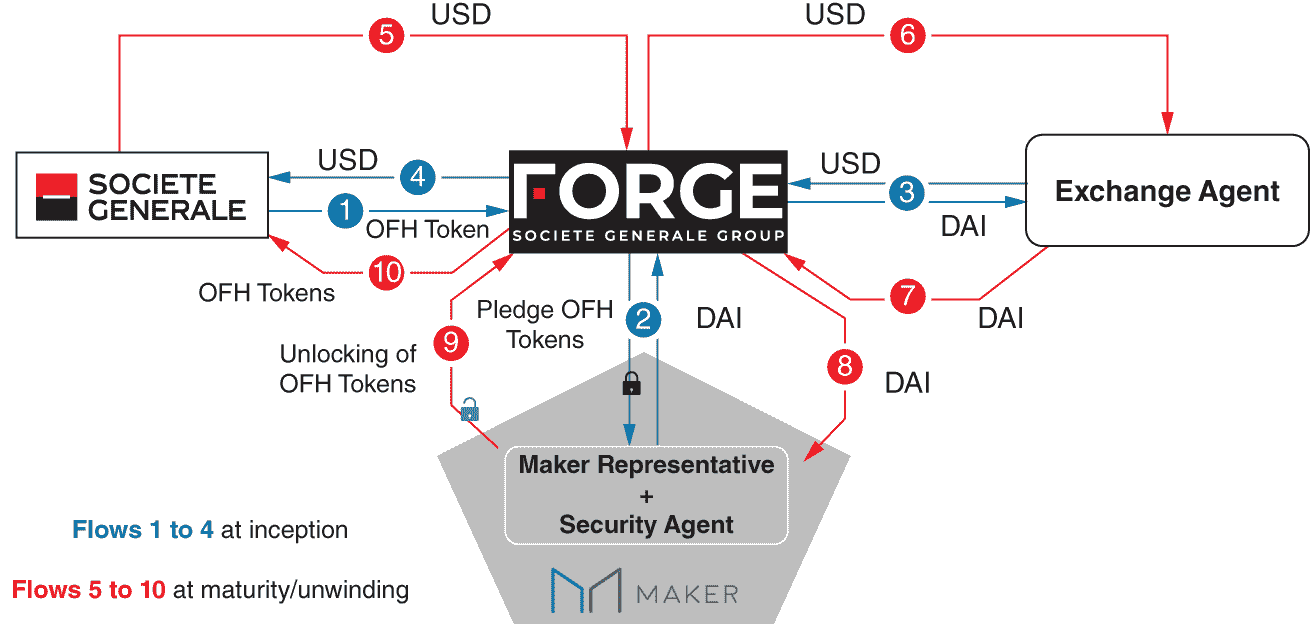 USD
5
USD
6
SOCIETE
GENERALE
USD
4
1
OFH Token
FORGE
SOCIETE GENERALE GROUP
USD
3
DAI
Exchange Agent
10
OFH Tokens
Pledge OFH
Tokens
2
DAI
7
DAI
9
Unlocking of
OFH Tokens
8
DAI
Maker Representative
+
Security Agent
MAKER
Flows 1 to 4 at inception
Flows 5 to 10 at maturity/unwinding